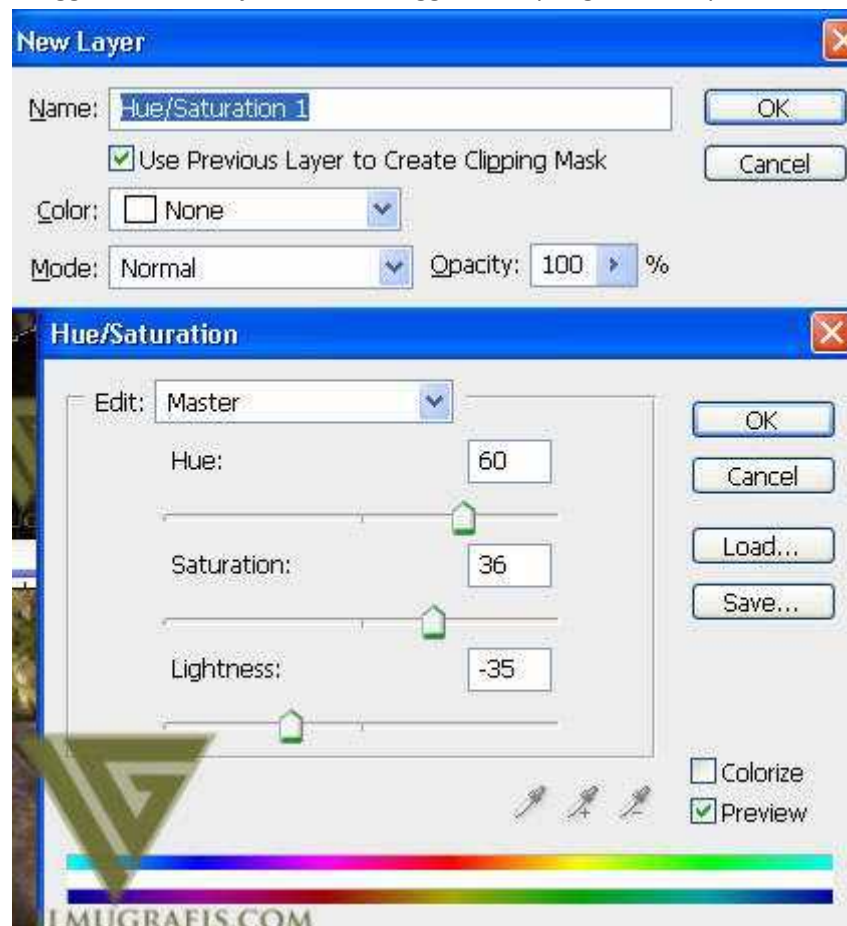 New Layer
Name: Hue/Saturation 1
OK
Use Previous Layer to Create Clipping Mask
Cancel
Color: None
Mode: Normal
Opacity: 100 %
Hue/Saturation
Edit: Master
OK
Hue: 60
Cancel
Load...
Saturation: 36
Save...
Lightness: -35
Colorize
Preview
LMUGRAFIS.COM